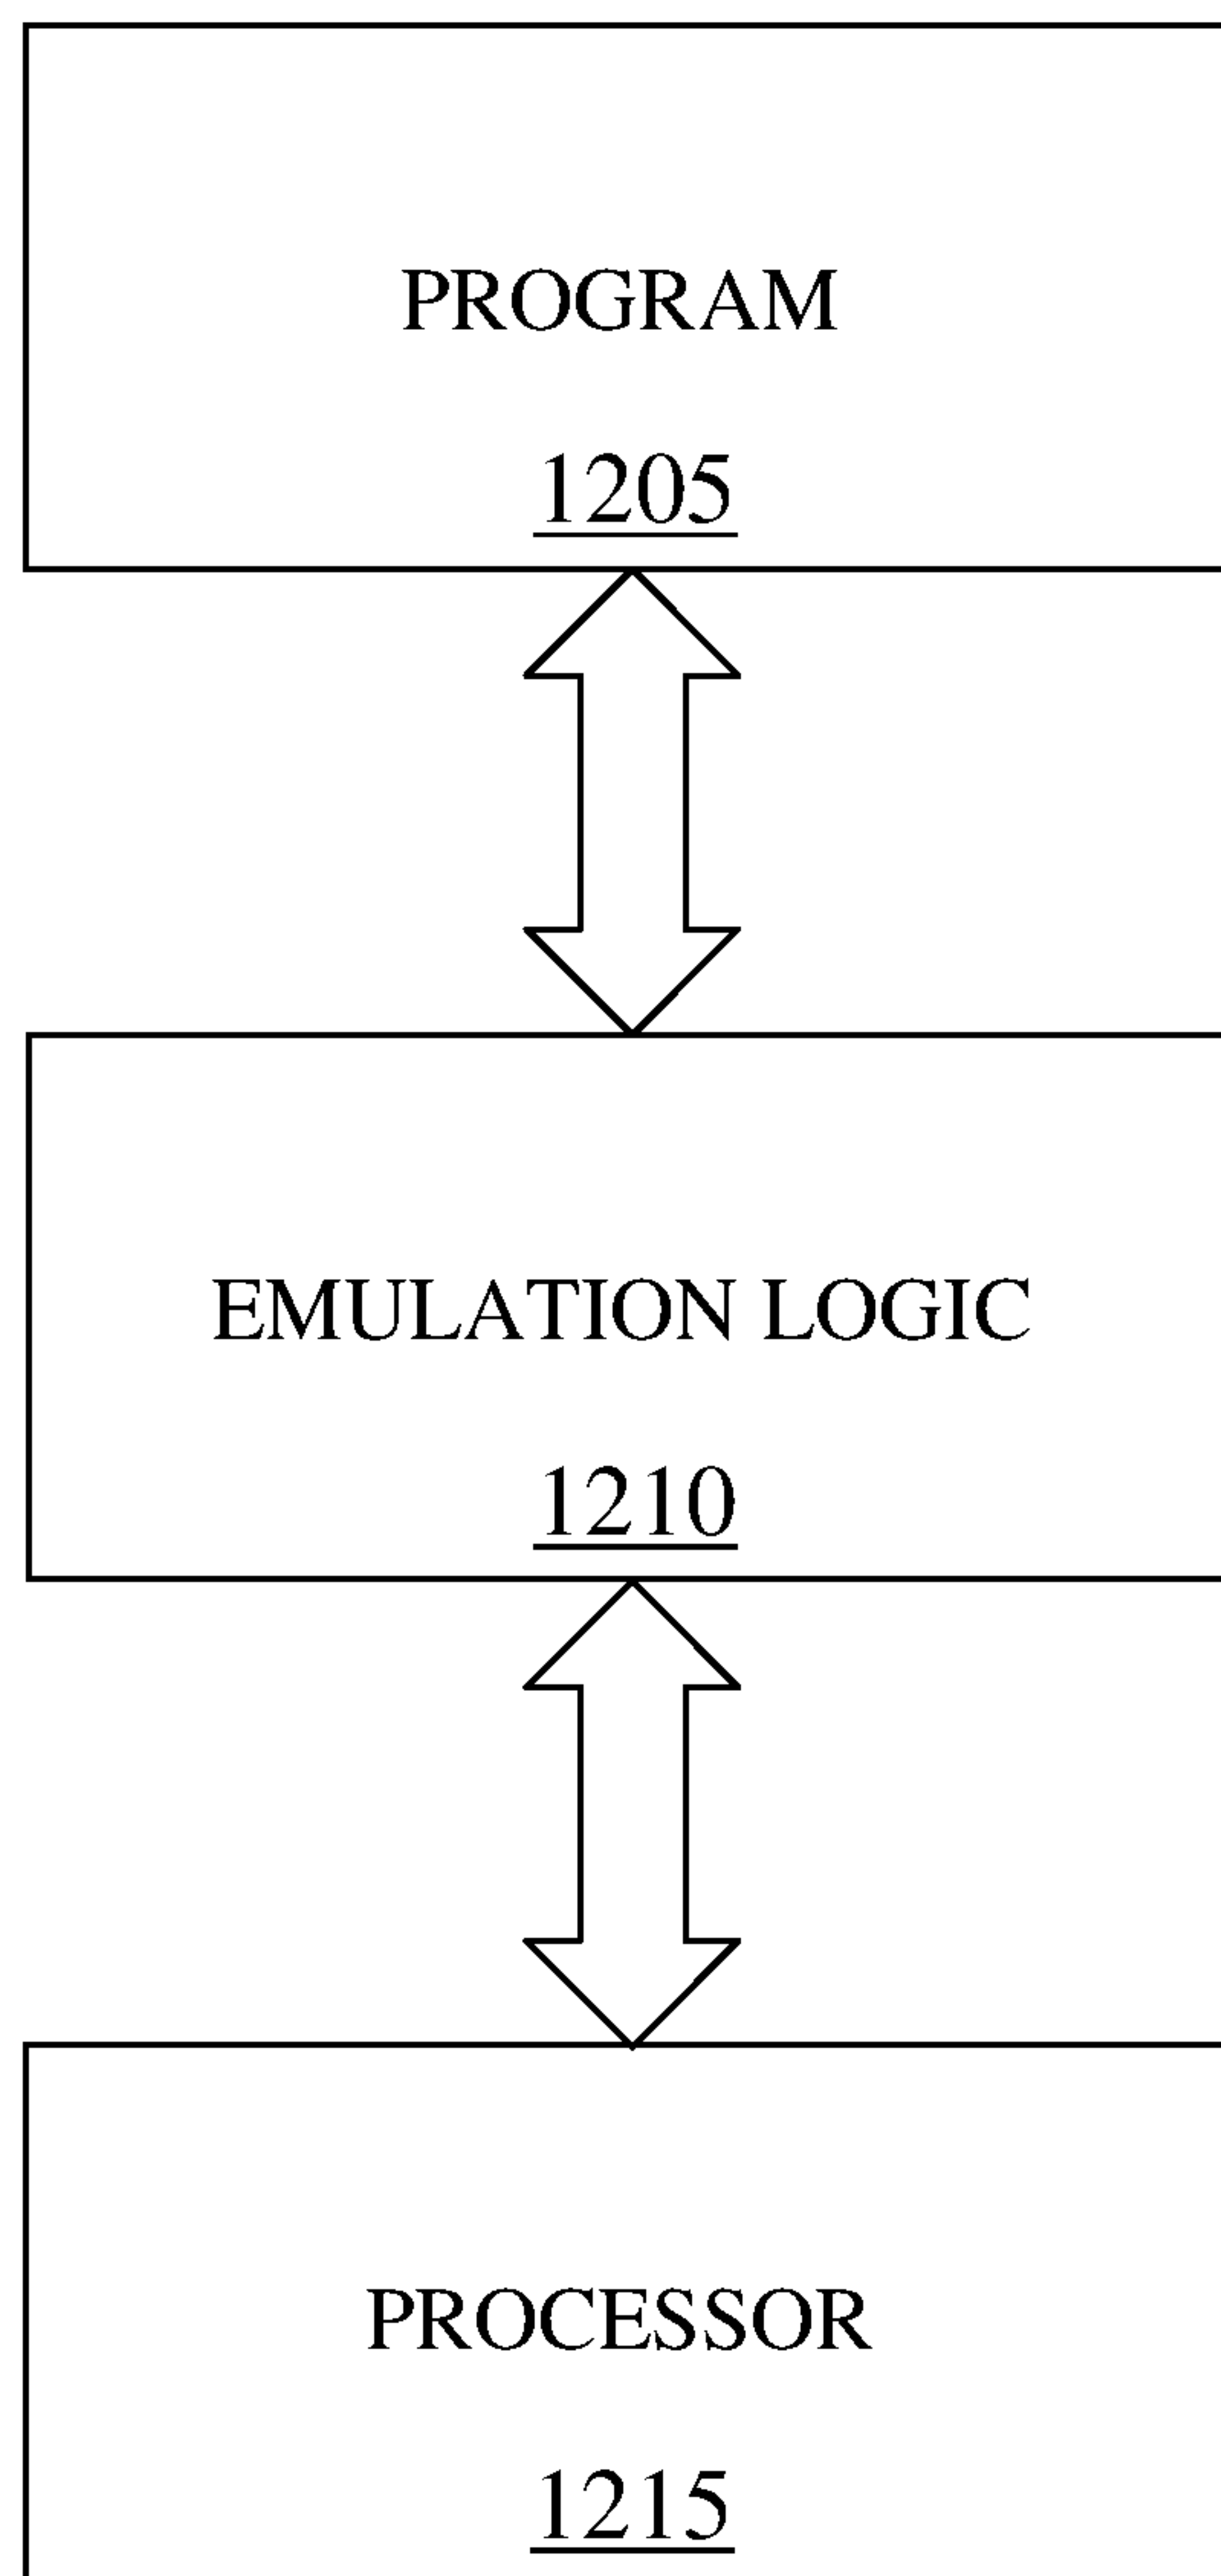 PROGRAM
1205
EMULATION LOGIC
1210
PROCESSOR
1215